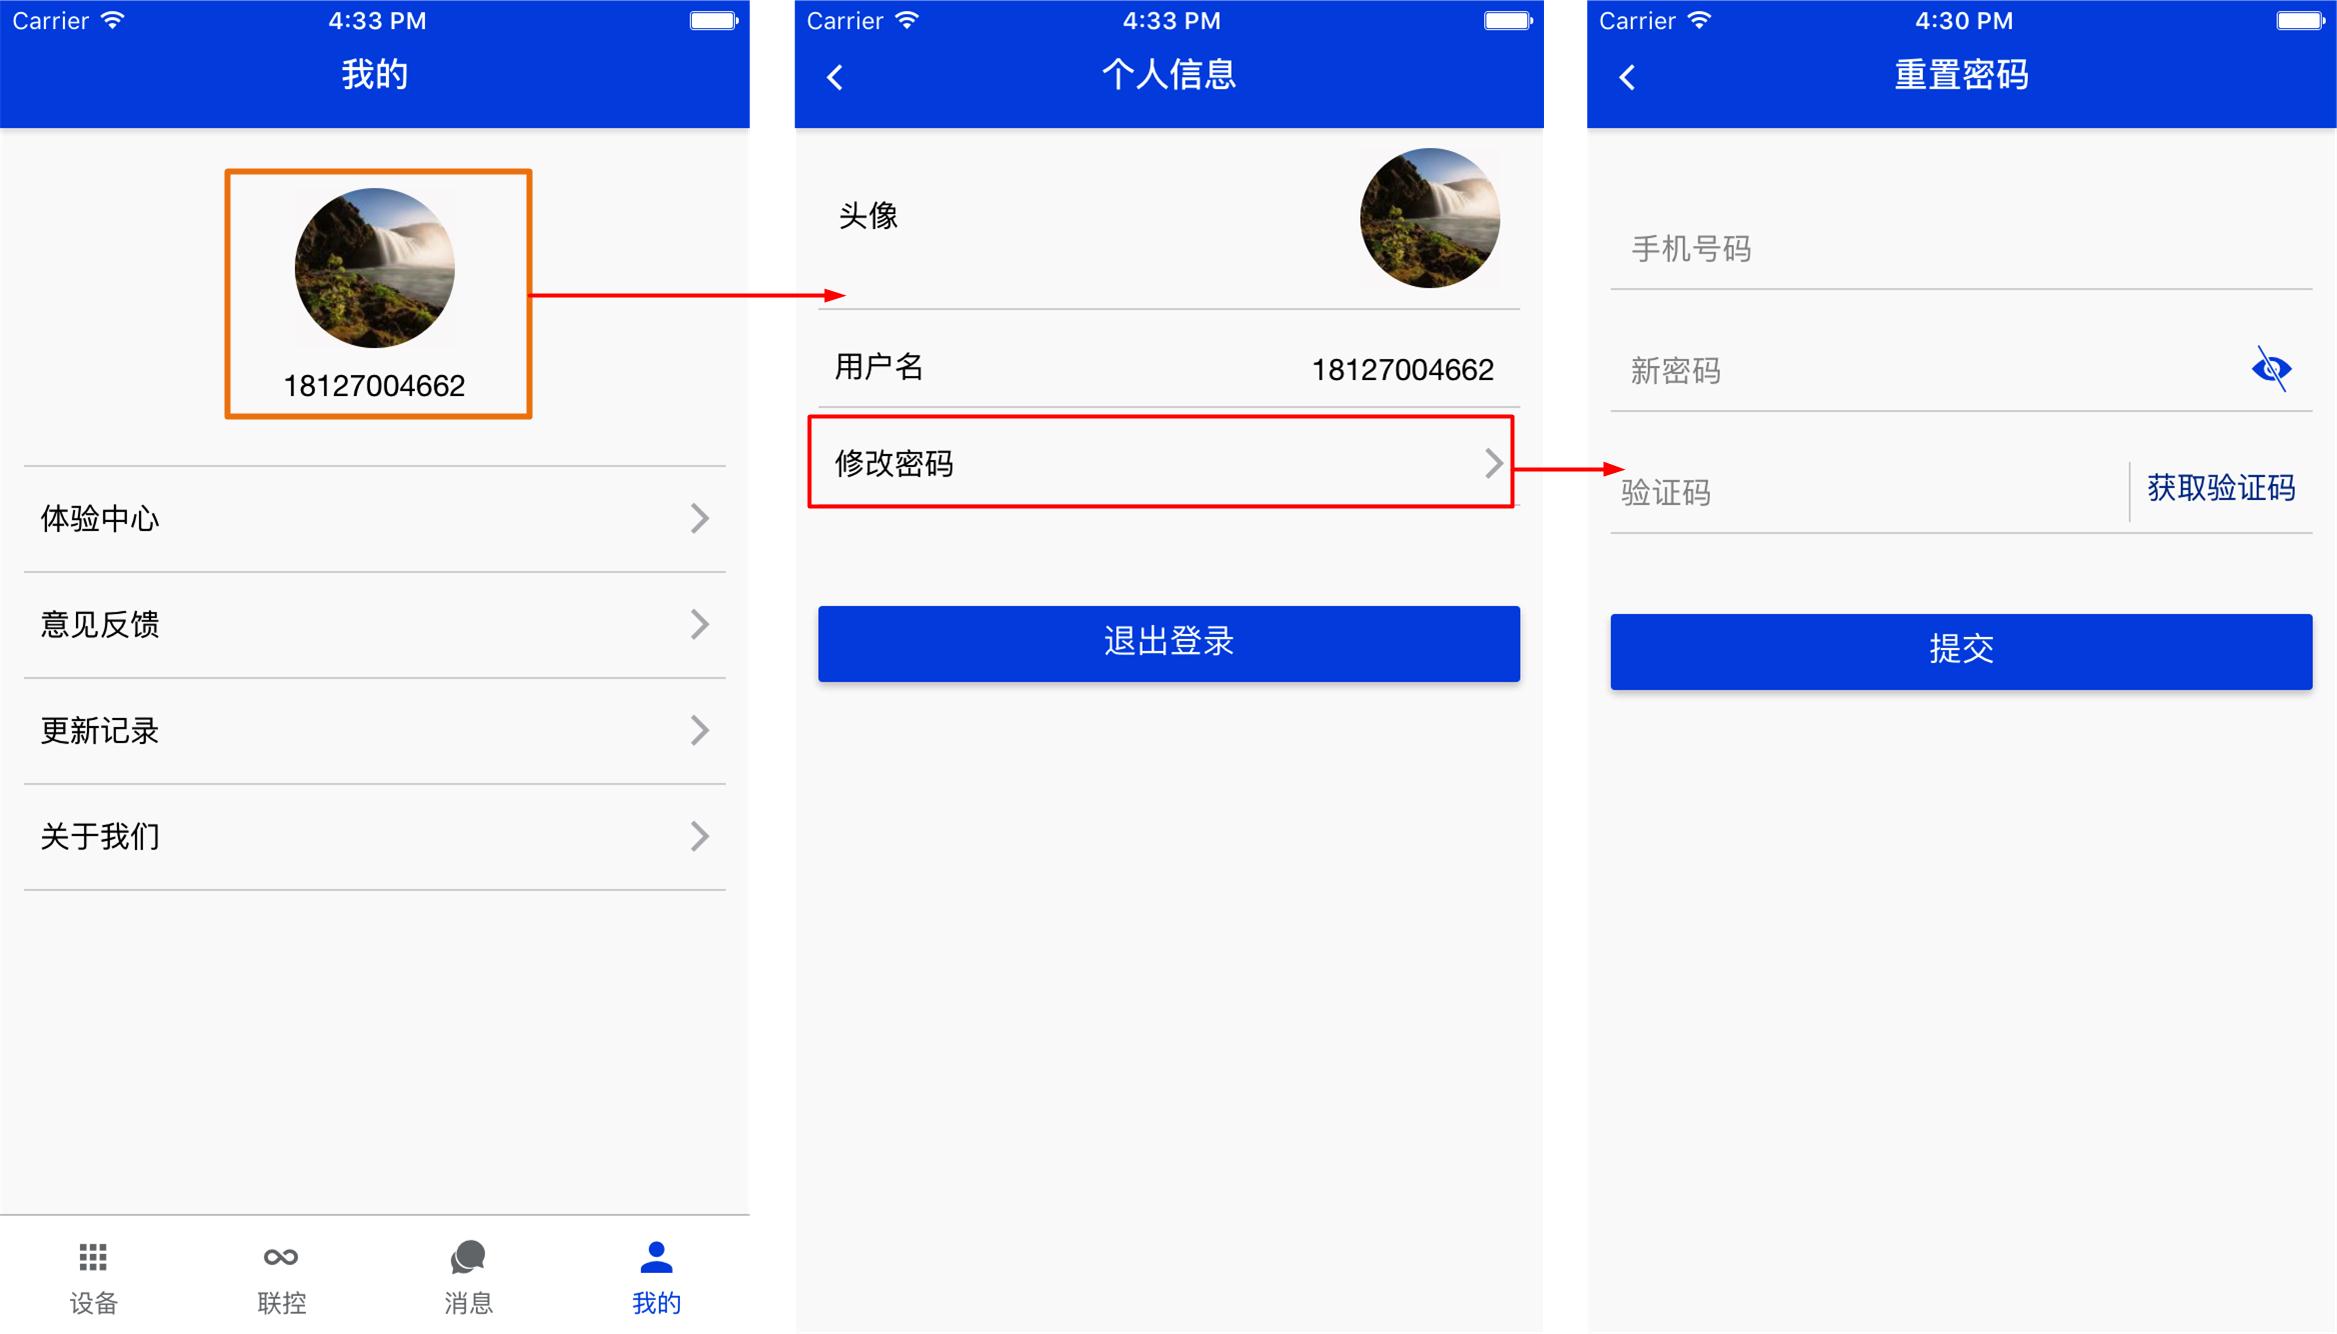 Carrier 4:33 PM
我的
18127004662
体验中心
意见反馈
更新记录
关于我们
设备 联控 消息 我的
Carrier 4:33 PM
个人信息
头像
用户名 18127004662
修改密码
退出登录
Carrier 4:30 PM
重置密码
手机号码
新密码
验证码 获取验证码
提交